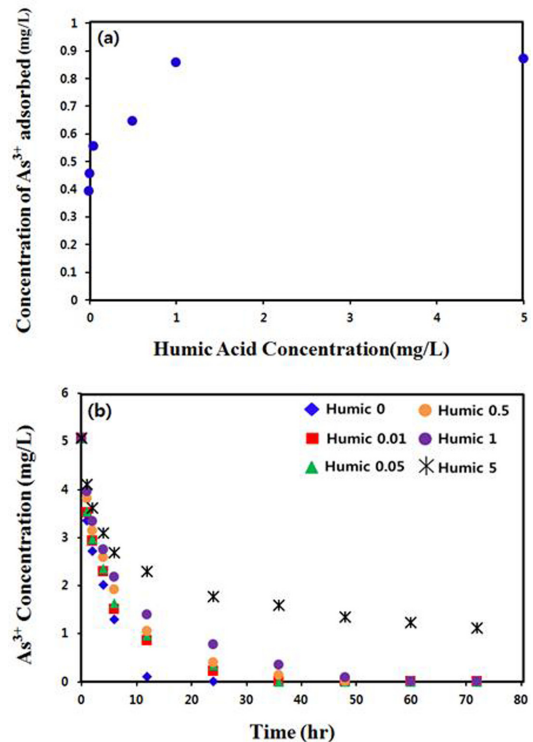 (a)
Concentration of As3+ adsorbed (mg/L)
1
0.9
0.8
0.7
0.6
0.5
0.4
0.3
0.2
0.1
0
0 1 2 3 4 5
Humic Acid Concentration(mg/L)
(b)
As3+ Concentration (mg/L)
6
5
4
3
2
1
0
Humic 0 Humic 0.5
Humic 0.01 Humic 1
Humic 0.05 Humic 5
0 10 20 30 40 50 60 70 80
Time (hr)